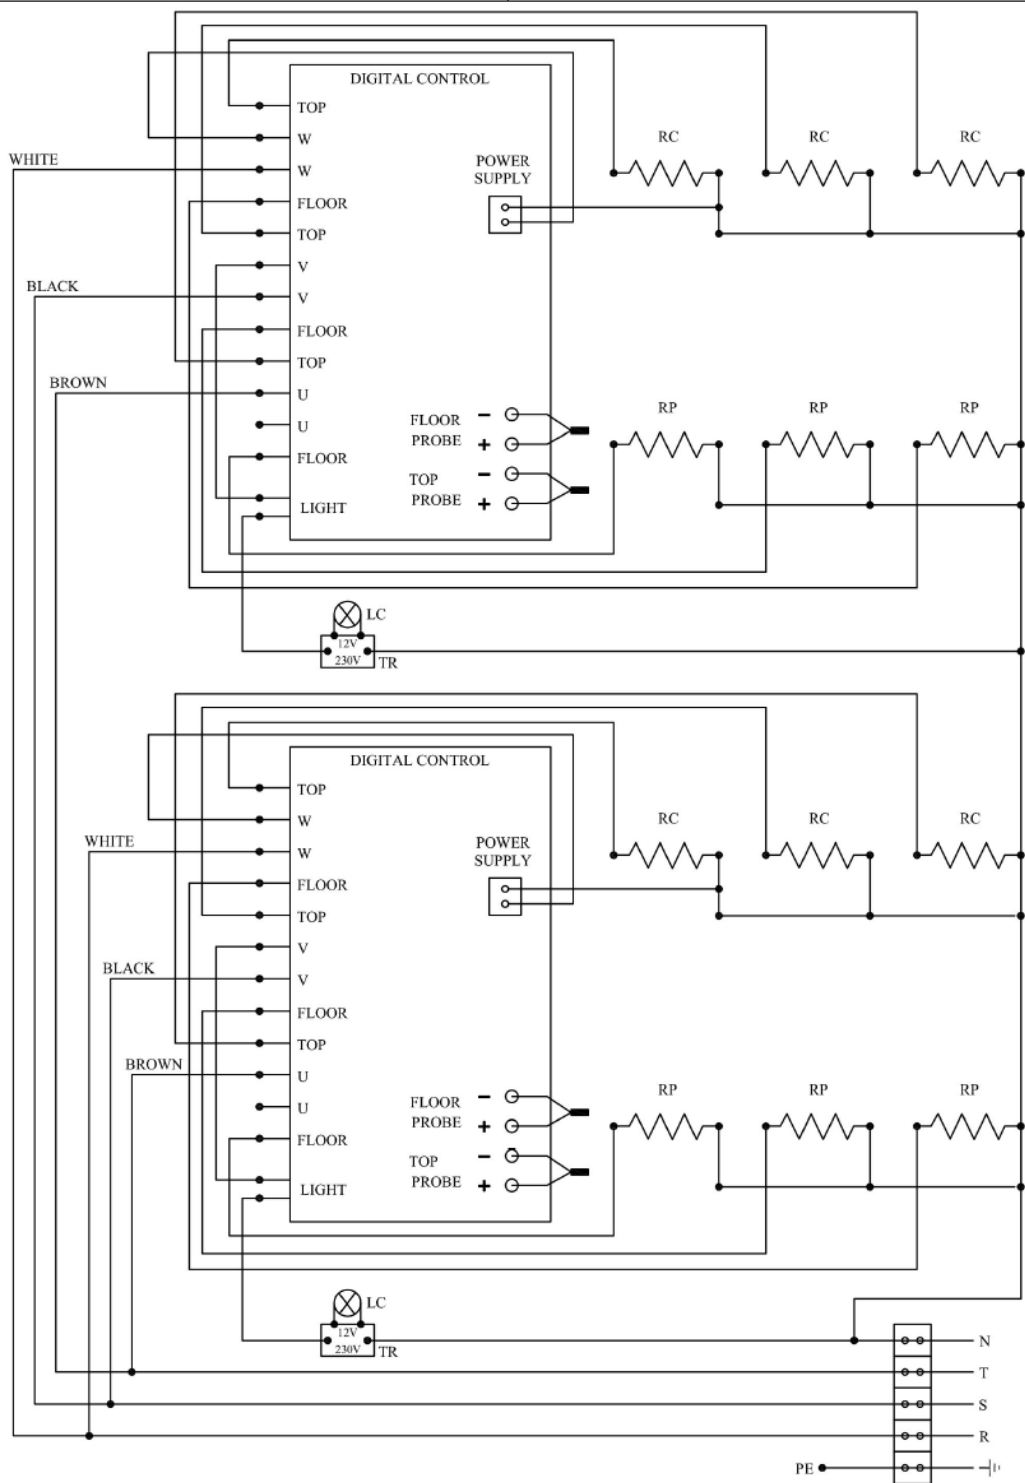 DIGITAL CONTROL
TOP
W
WHITE
W
FLOOR
TOP
V
BLACK
V
FLOOR
TOP
BROWN
U
U
FLOOR
LIGHT
POWER
SUPPLY
FLOOR
PROBE
-
+
TOP
PROBE
-
+
RC RC RC
RP RP RP
LC
12V
230V
TR
DIGITAL CONTROL
TOP
W
WHITE
W
FLOOR
TOP
V
BLACK
V
FLOOR
TOP
BROWN
U
U
FLOOR
LIGHT
POWER
SUPPLY
FLOOR
PROBE
-
+
TOP
PROBE
-
+
RC RC RC
RP RP RP
LC
12V
230V
TR
N
T
S
R
PE